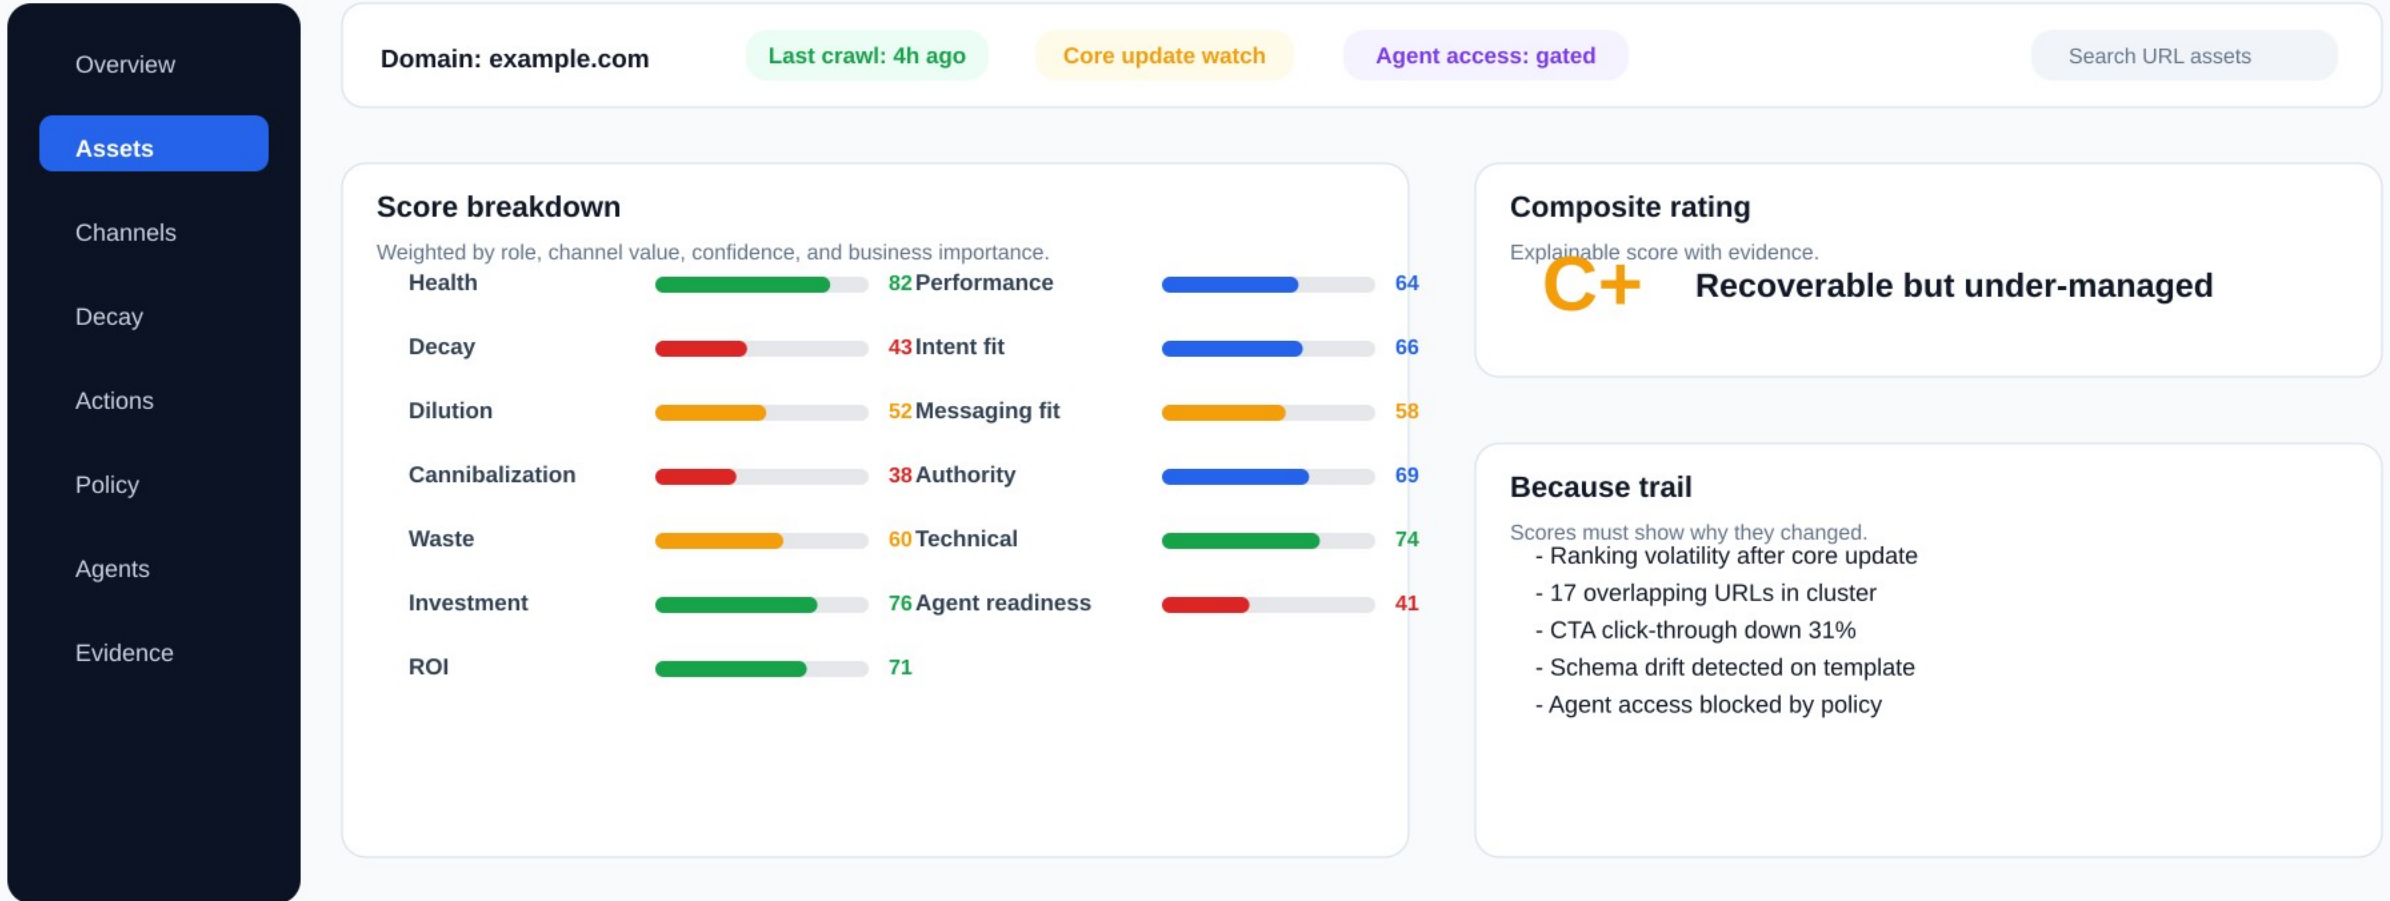 Overview
Assets
Channels
Decay
Actions
Policy
Agents
Evidence
Domain: example.com
Last crawl: 4h ago
Core update watch
Agent access: gated
Search URL assets
Score breakdown
Weighted by role, channel value, confidence, and business importance.
Health 82 Performance 64
Decay 43 Intent fit 66
Dilution 52 Messaging fit 58
Cannibalization 38 Authority 69
Waste 60 Technical 74
Investment 76 Agent readiness 41
ROI 71
Composite rating
Explainable score with evidence.
C+ Recoverable but under-managed
Because trail
Scores must show why they changed.
- Ranking volatility after core update
- 17 overlapping URLs in cluster
- CTA click-through down 31%
- Schema drift detected on template
- Agent access blocked by policy